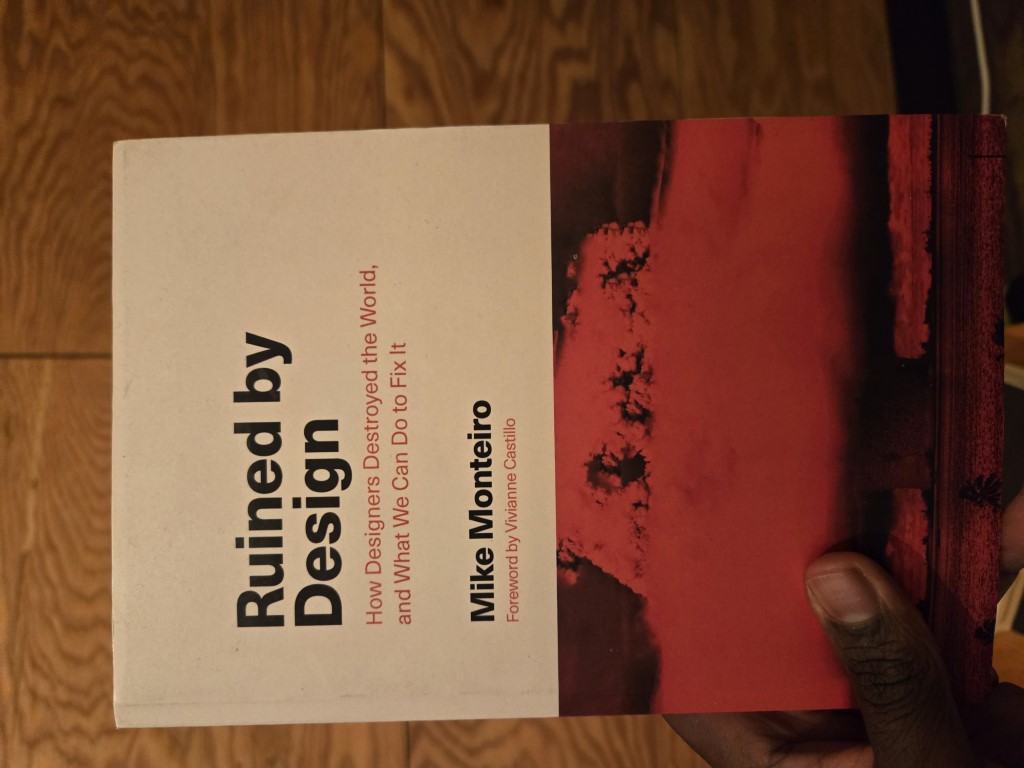 Ruined by
Design
How Designers Destroyed the World,
and What We Can Do to Fix It
Mike Monteiro
Foreword by Vivianne Castillo